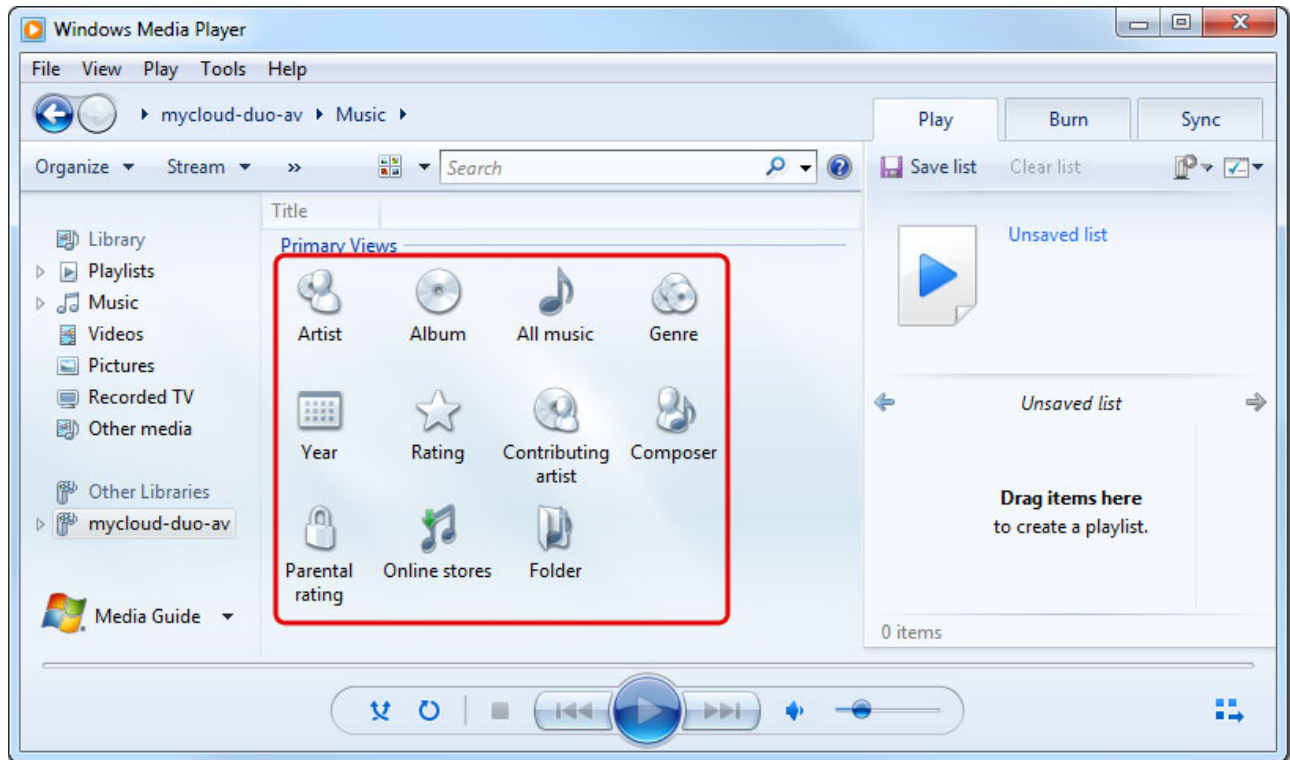 Windows Media Player
File View Play Tools Help
mycloud-duo-av Music
Play Burn Sync
Organize Stream » Search
Save list Clear list
Title
Primary Views
Library
Playlists
Music
Videos
Pictures
Recorded TV
Other media
Other Libraries
mycloud-duo-av
Media Guide
Artist Album All music Genre
Year Rating Contributing artist Composer
Parental rating Online stores Folder
Unsaved list
Unsaved list
Drag items here
to create a playlist.
0 items